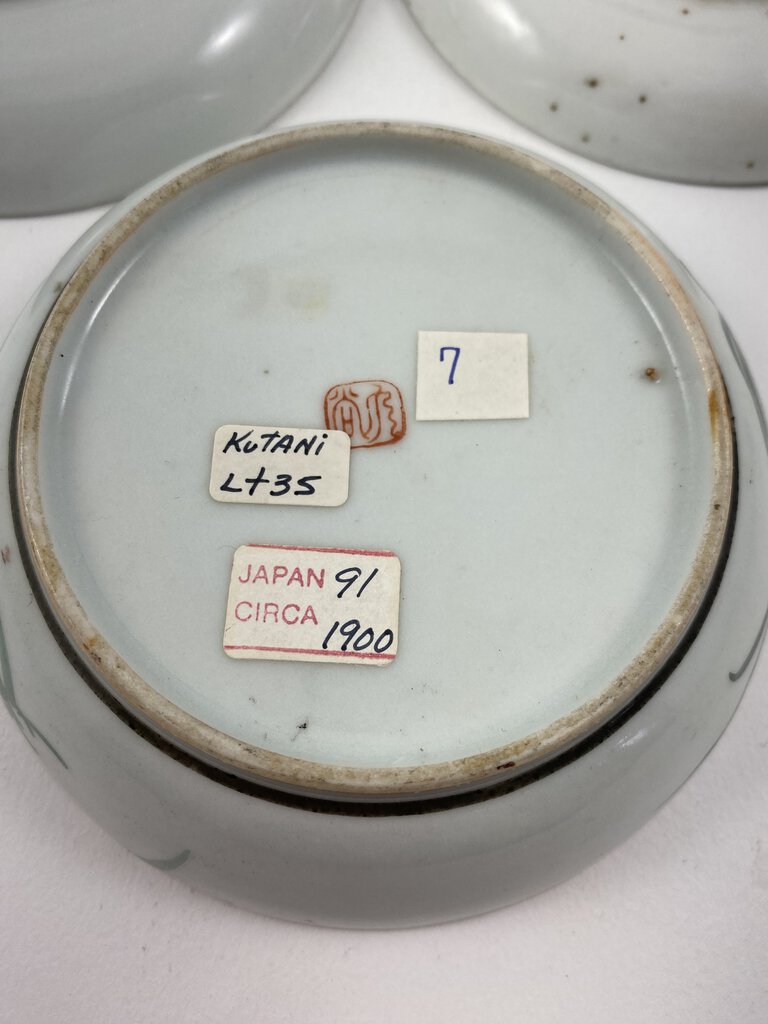 7
KUTANi
Lt35
JAPAN 91
CIRCA 1900